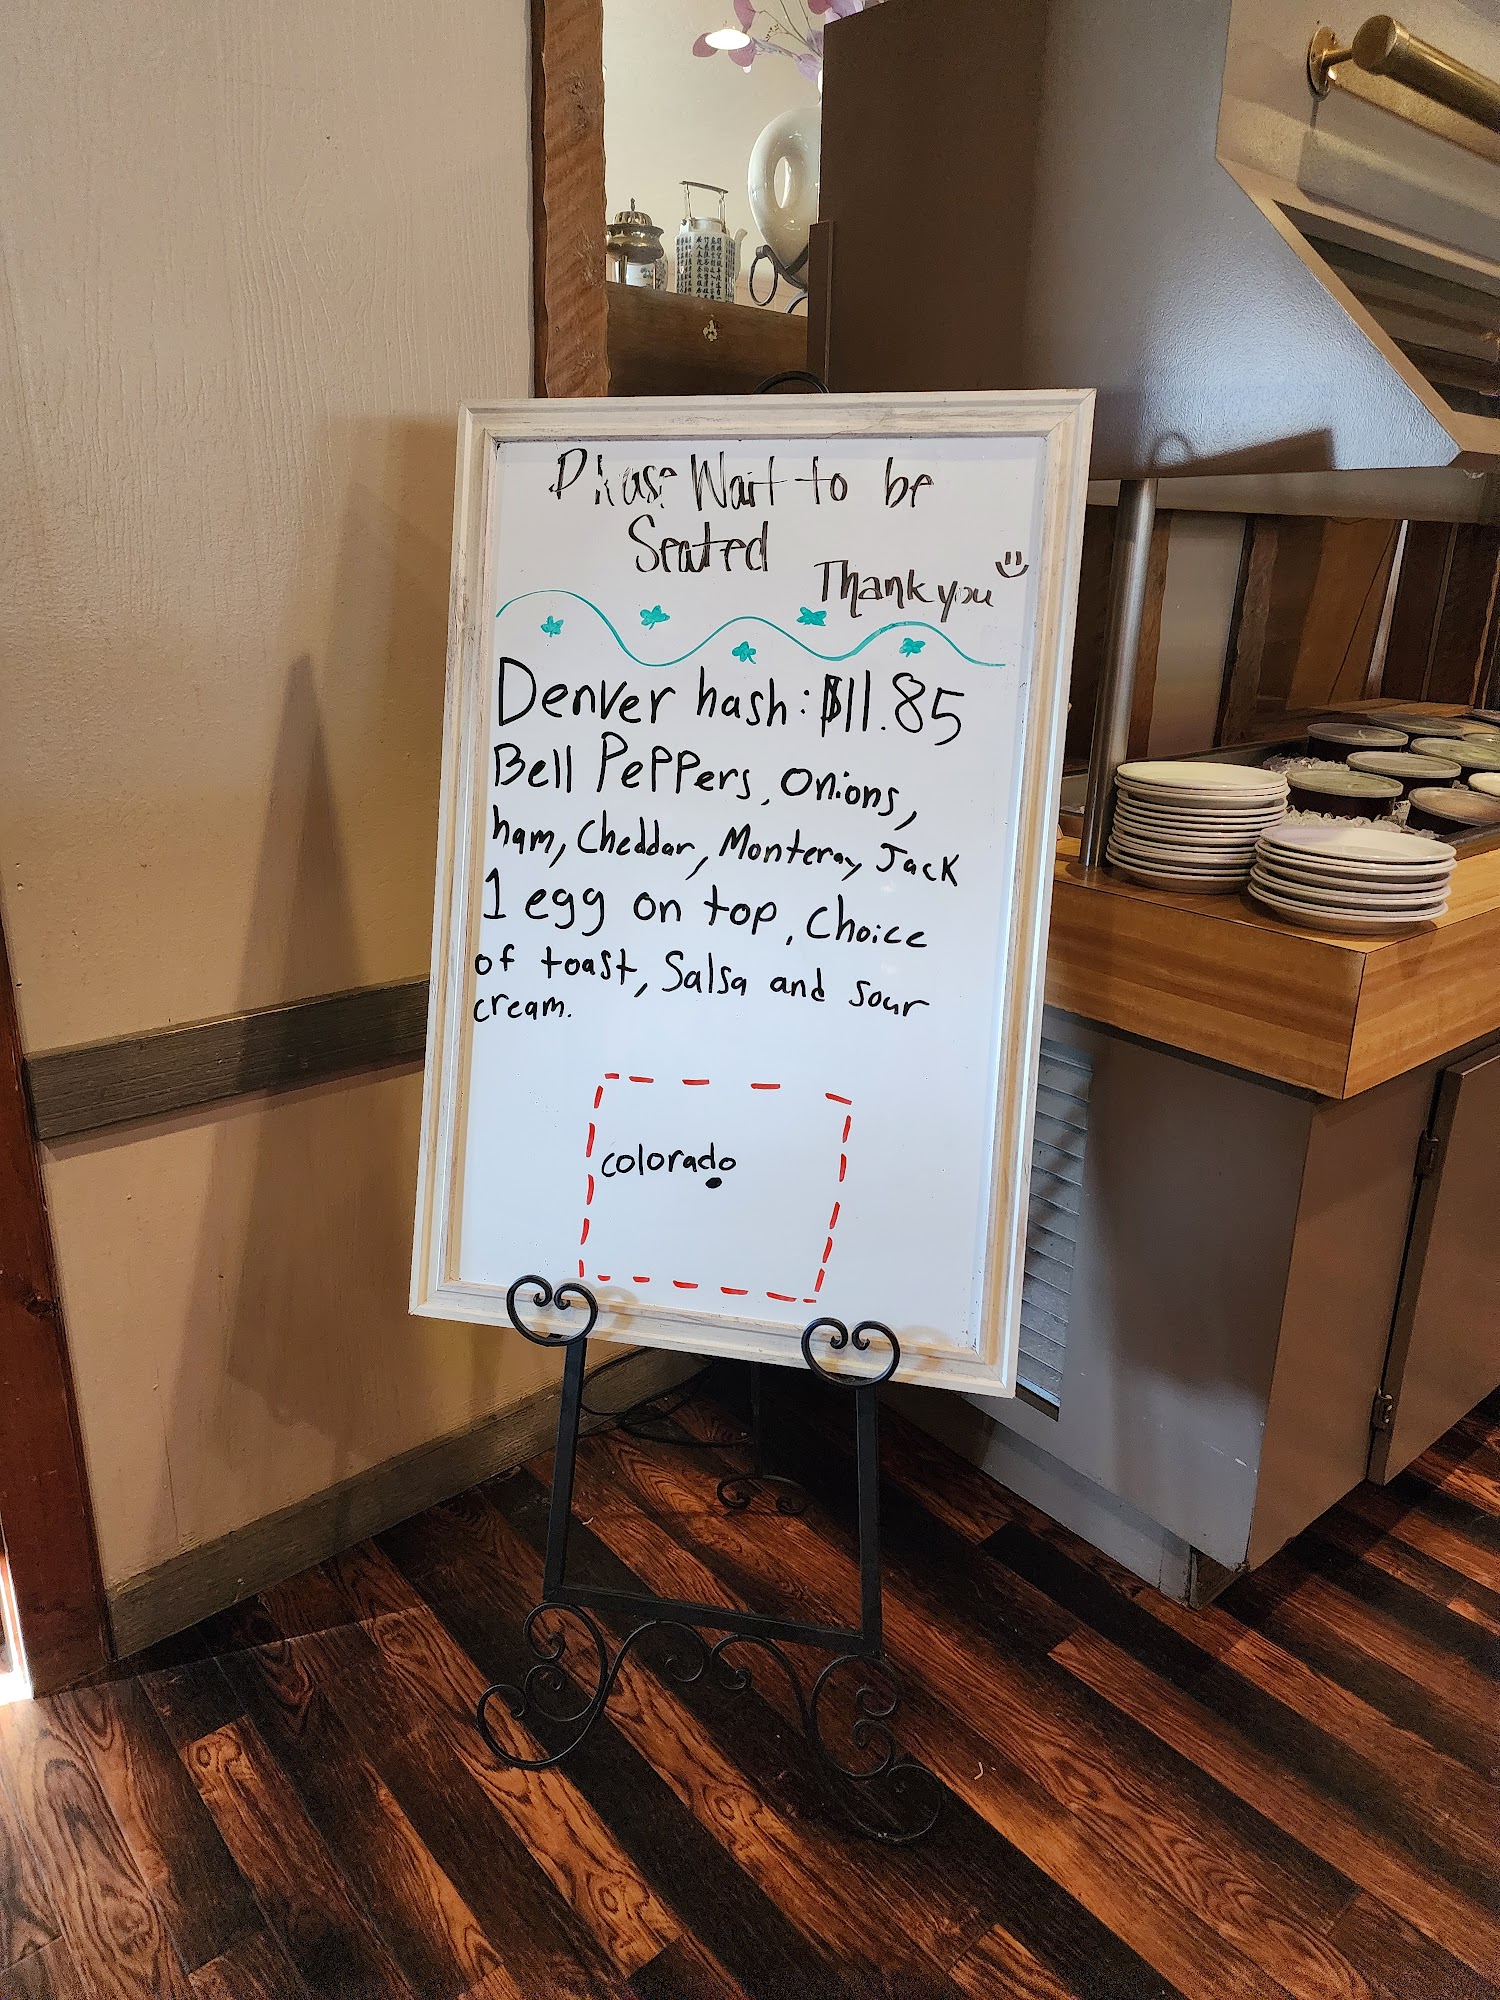 Please Wait to be
Seated
Thank you
Denver hash: $11.85
Bell Peppers, onions,
ham, Cheddar, Monteray Jack
1 egg on top, Choice
of toast, Salsa and sour
cream.
colorado